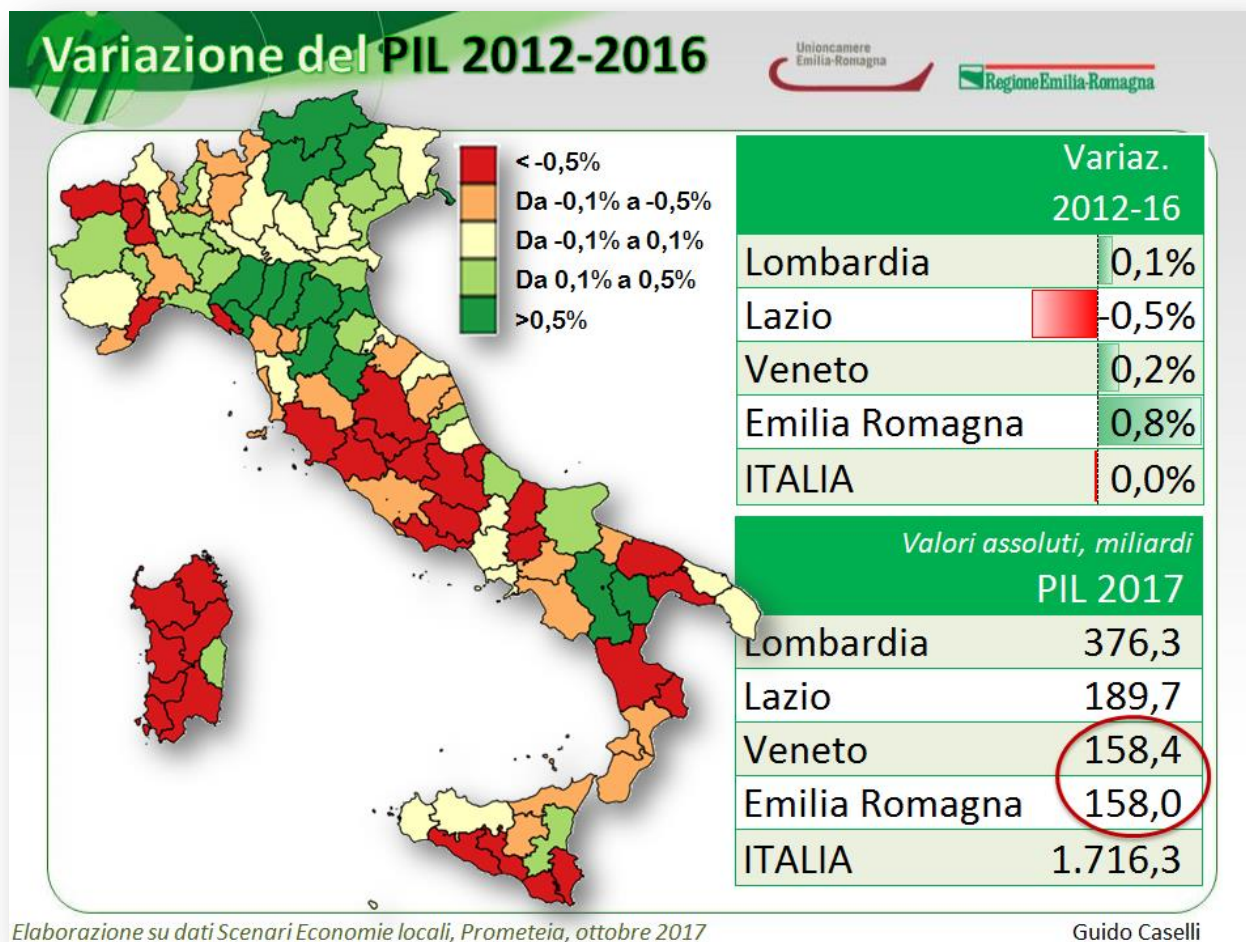 Variazione del PIL 2012-2016
Unioncamere
Emilia-Romagna
RegioneEmilia-Romagna
< -0,5%
Da -0,1% a -0,5%
Da -0,1% a 0,1%
Da 0,1% a 0,5%
>0,5%
Variaz.
2012-16
Lombardia 0,1%
Lazio -0,5%
Veneto 0,2%
Emilia Romagna 0,8%
ITALIA 0,0%
Valori assoluti, miliardi
PIL 2017
Lombardia 376,3
Lazio 189,7
Veneto 158,4
Emilia Romagna 158,0
ITALIA 1.716,3
Elaborazione su dati Scenari Economie locali, Prometeia, ottobre 2017
Guido Caselli